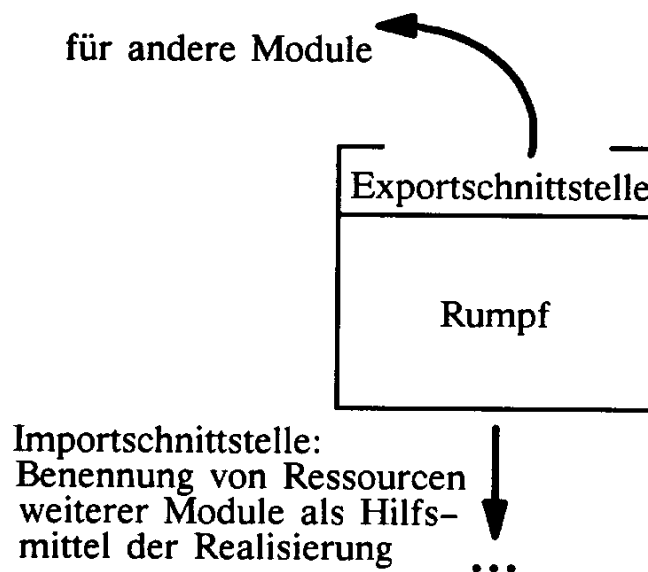 für andere Module
Exportschnittstelle
Rumpf
Importschnittstelle:
Benennung von Ressourcen
weiterer Module als Hilfs-
mittel der Realisierung
...